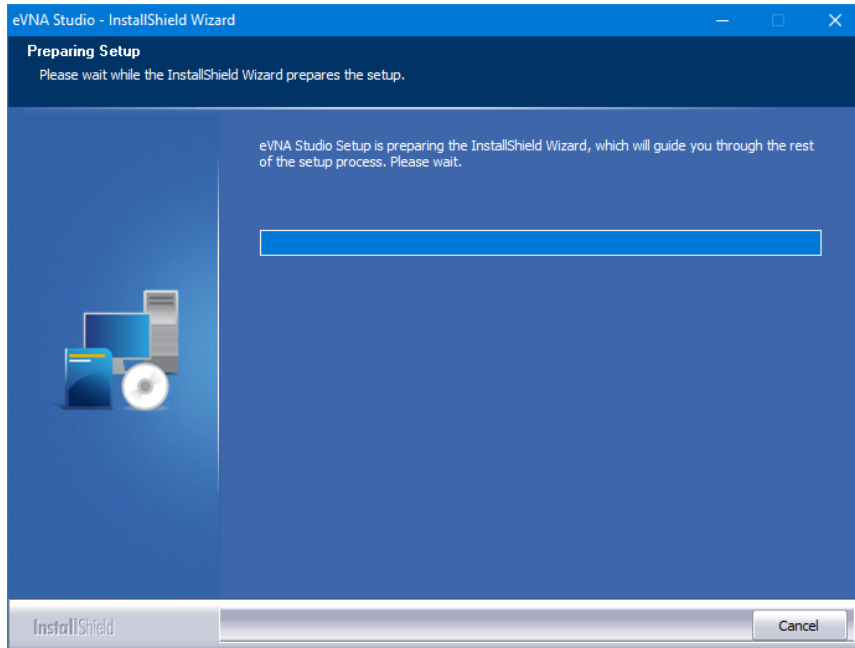 eVNA Studio - InstallShield Wizard
Preparing Setup
Please wait while the InstallShield Wizard prepares the setup.
eVNA Studio Setup is preparing the InstallShield Wizard, which will guide you through the rest
of the setup process. Please wait.
InstallShield
Cancel